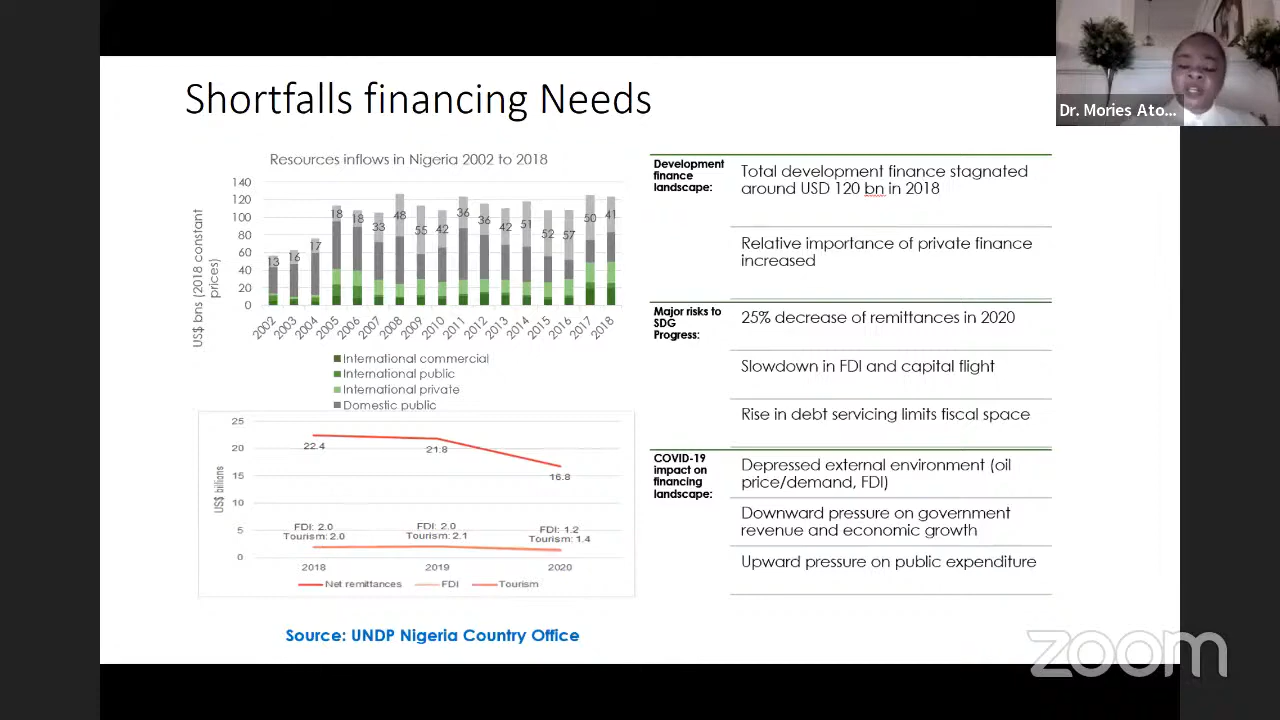 Shortfalls financing Needs
Dr. Mories Ato...
Resources inflows in Nigeria 2002 to 2018
US$ bns (2018 constant
prices)
140
120
100
80
60
40
20
0
13
16
17
18
18
33
48
55
42
36
36
42
51
52
57
50
41
2002
2003
2004
2005
2006
2007
2008
2009
2010
2011
2012
2013
2014
2015
2016
2017
2018
International commercial
International public
International private
Domestic public
US$ billions
25
20
15
10
5
0
22.4
21.8
16.8
FDI: 2.0
Tourism: 2.0
FDI: 2.0
Tourism: 2.1
FDI: 1.2
Tourism: 1.4
2018
2019
2020
Net remittances
FDI
Tourism
Source: UNDP Nigeria Country Office
Development
finance
landscape:
Total development finance stagnated
around USD 120 bn in 2018
Relative importance of private finance
increased
Major risks to
SDG
Progress:
25% decrease of remittances in 2020
Slowdown in FDI and capital flight
Rise in debt servicing limits fiscal space
COVID-19
impact on
financing
landscape:
Depressed external environment (oil
price/demand, FDI)
Downward pressure on government
revenue and economic growth
Upward pressure on public expenditure
zoom